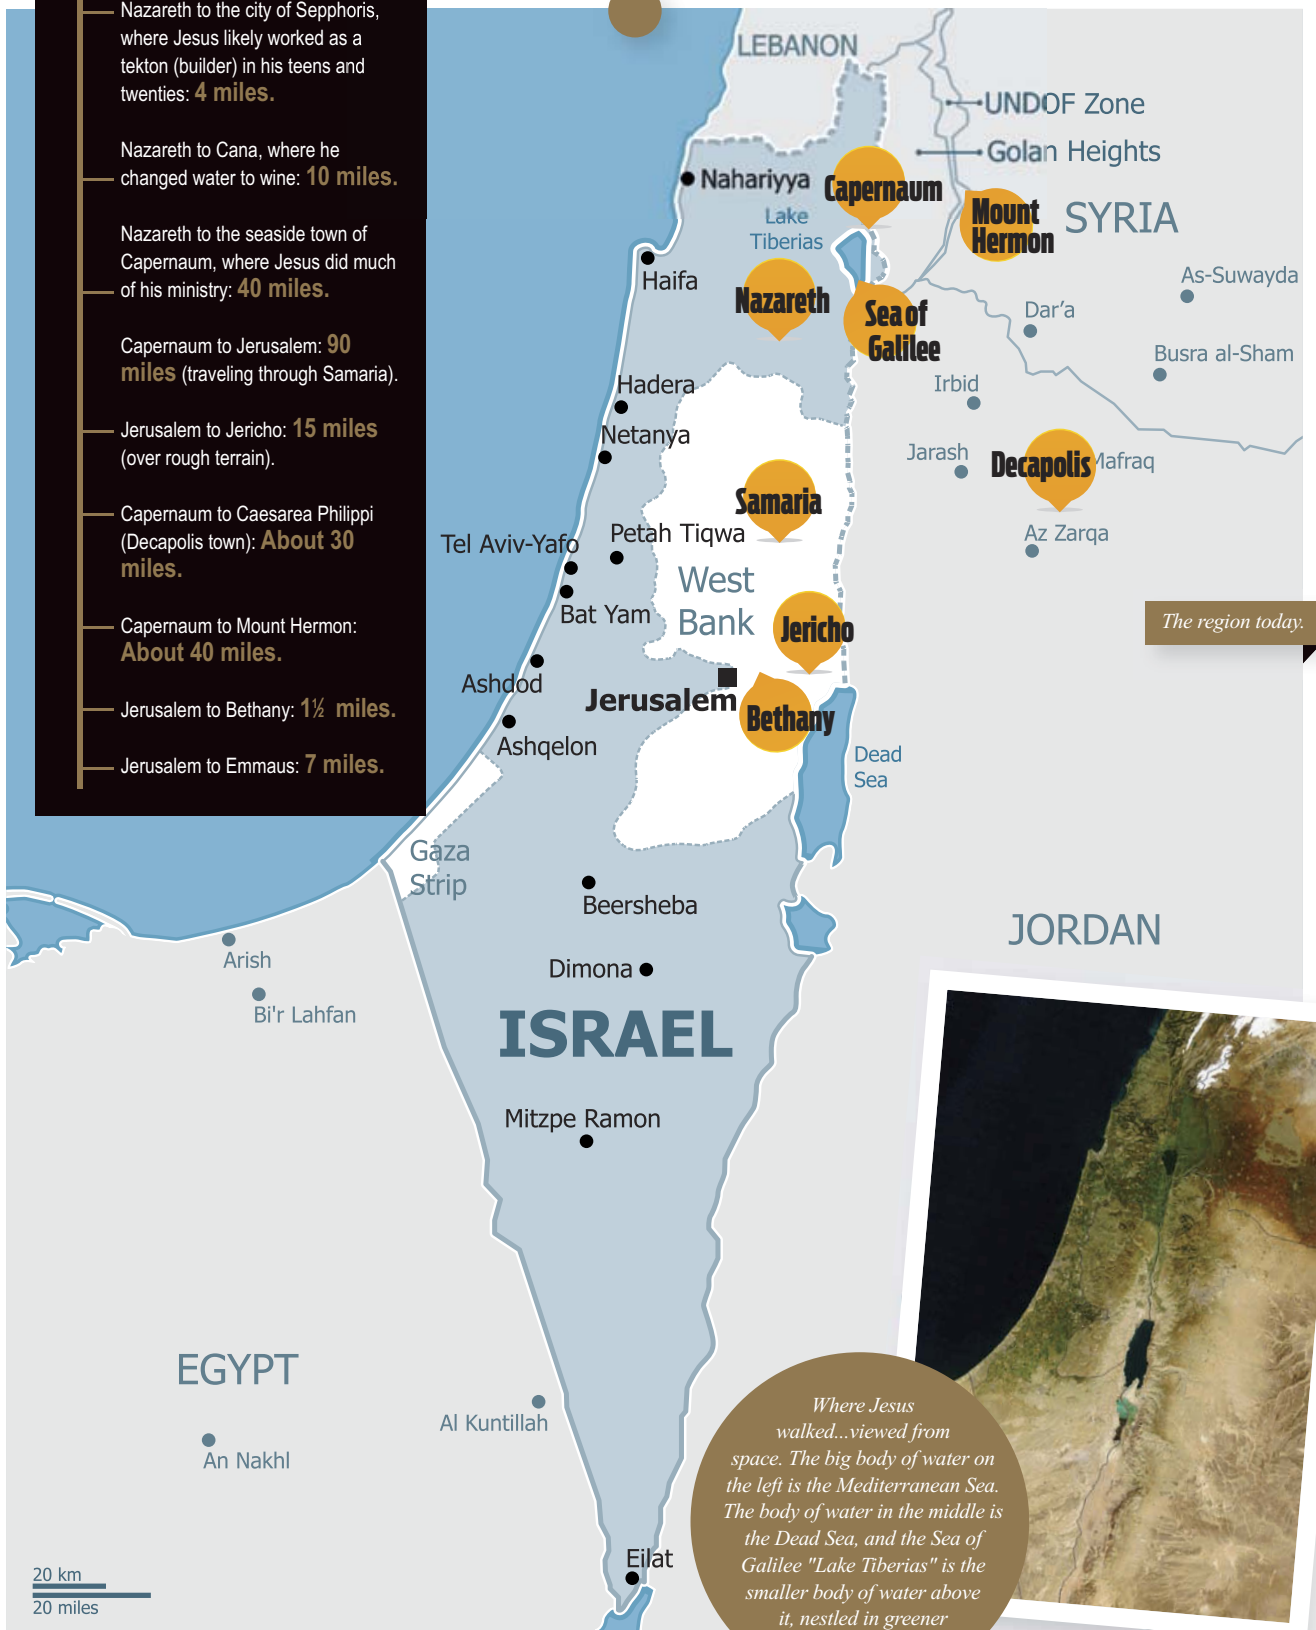 Nazareth to the city of Sepphoris,
where Jesus likely worked as a
tekton (builder) in his teens and
twenties: 4 miles.
Nazareth to Cana, where he
changed water to wine: 10 miles.
Nazareth to the seaside town of
Capernaum, where Jesus did much
of his ministry: 40 miles.
Capernaum to Jerusalem: 90
miles (traveling through Samaria).
Jerusalem to Jericho: 15 miles
(over rough terrain).
Capernaum to Caesarea Philippi
(Decapolis town): About 30
miles.
Capernaum to Mount Hermon:
About 40 miles.
Jerusalem to Bethany: 1½ miles.
Jerusalem to Emmaus: 7 miles.
LEBANON
UNDOF Zone
Golan Heights
Nahariyya
Capernaum
Mount
Hermon
SYRIA
Lake
Tiberias
Haifa
Nazareth
Sea of
Galilee
As-Suwayda
Dar'a
Busra al-Sham
Irbid
Hadera
Netanya
Jarash
Decapolis
Mafraq
Samaria
Az Zarqa
Petah Tiqwa
Tel Aviv-Yafo
West
Bank
Bat Yam
Jericho
The region today.
Ashdod
Jerusalem
Bethany
Ashqelon
Dead
Sea
Gaza
Strip
Beersheba
JORDAN
Arish
Dimona
Bi'r Lahfan
ISRAEL
Mitzpe Ramon
EGYPT
Al Kuntillah
An Nakhl
Eilat
20 km
20 miles
Where Jesus
walked...viewed from
space. The big body of water on
the left is the Mediterranean Sea.
The body of water in the middle is
the Dead Sea, and the Sea of
Galilee "Lake Tiberias" is the
smaller body of water above
it, nestled in greener